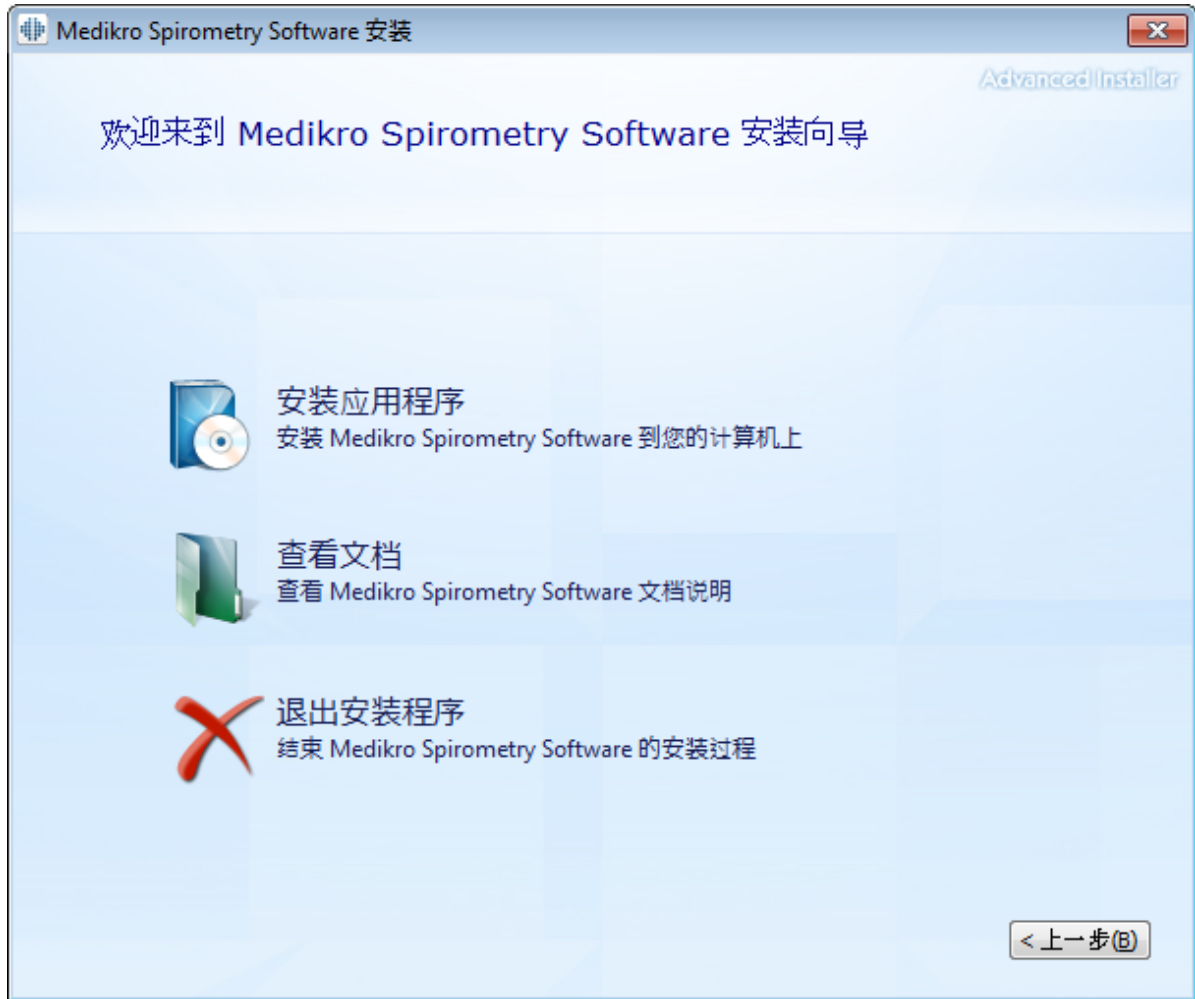 Medikro Spirometry Software 安装
Advanced Installer
欢迎来到 Medikro Spirometry Software 安装向导
安装应用程序
安装 Medikro Spirometry Software 到您的计算机上
查看文档
查看 Medikro Spirometry Software 文档说明
退出安装程序
结束 Medikro Spirometry Software 的安装过程
< 上一步(B)